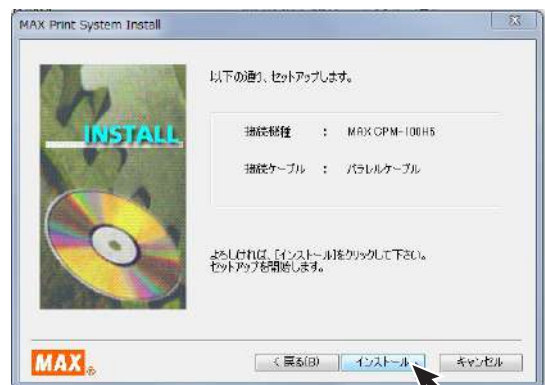 MAX Print System Install
INSTALL
以下の通り、セットアップします。
接続機種 : MAX CPM-100H5
接続ケーブル : パラレルケーブル
よろしければ、[インストール]をクリックして下さい。
セットアップを開始します。
MAX®
< 戻る(B)
インストール
キャンセル